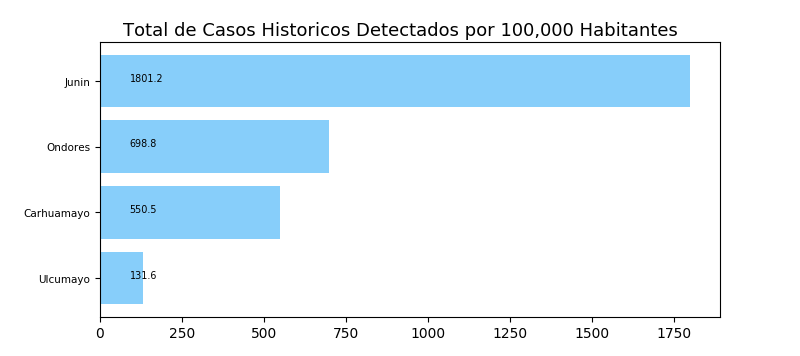 Total de Casos Historicos Detectados por 100,000 Habitantes
Junin 1801.2
Ondores 698.8
Carhuamayo 550.5
Ulcumayo 131.6
0 250 500 750 1000 1250 1500 1750